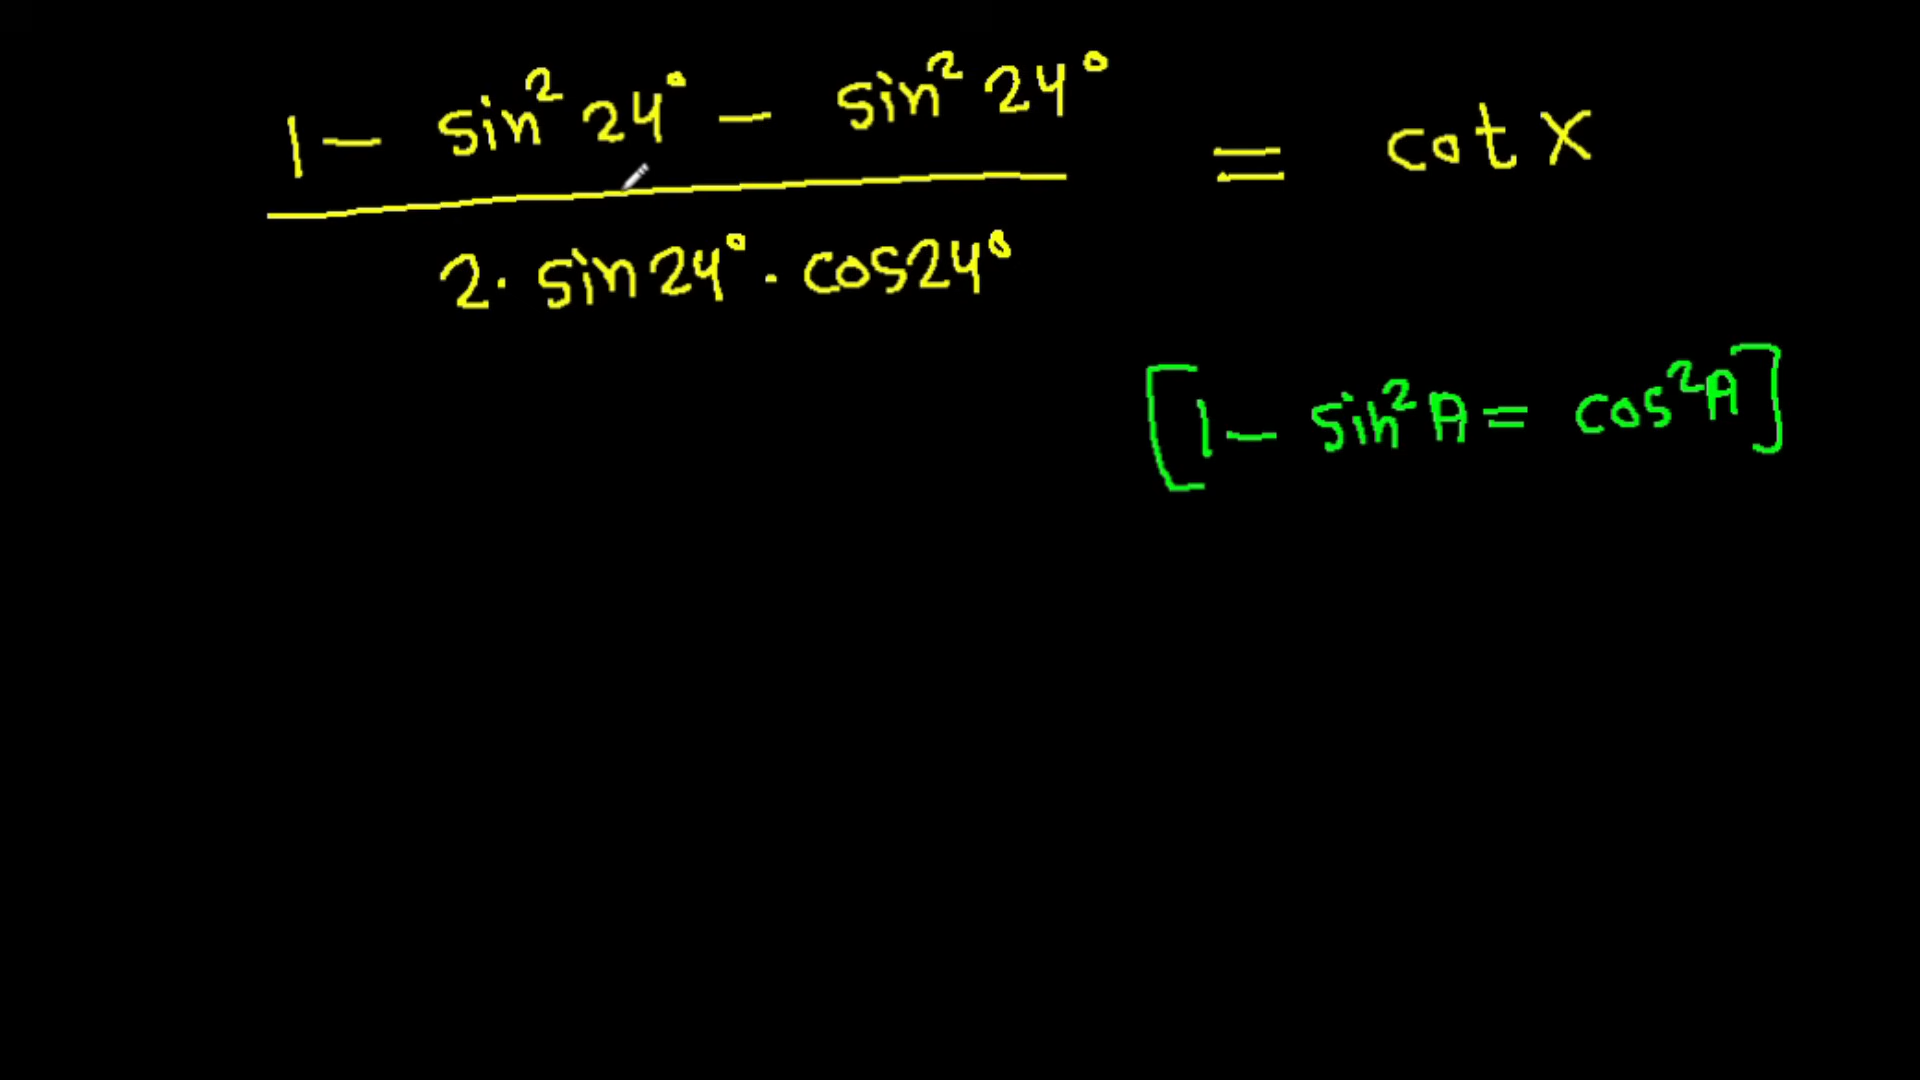 1 - sin² 24° - sin² 24° = cot x
2 · sin 24° · cos 24°
[1 - sin² A = cos² A]